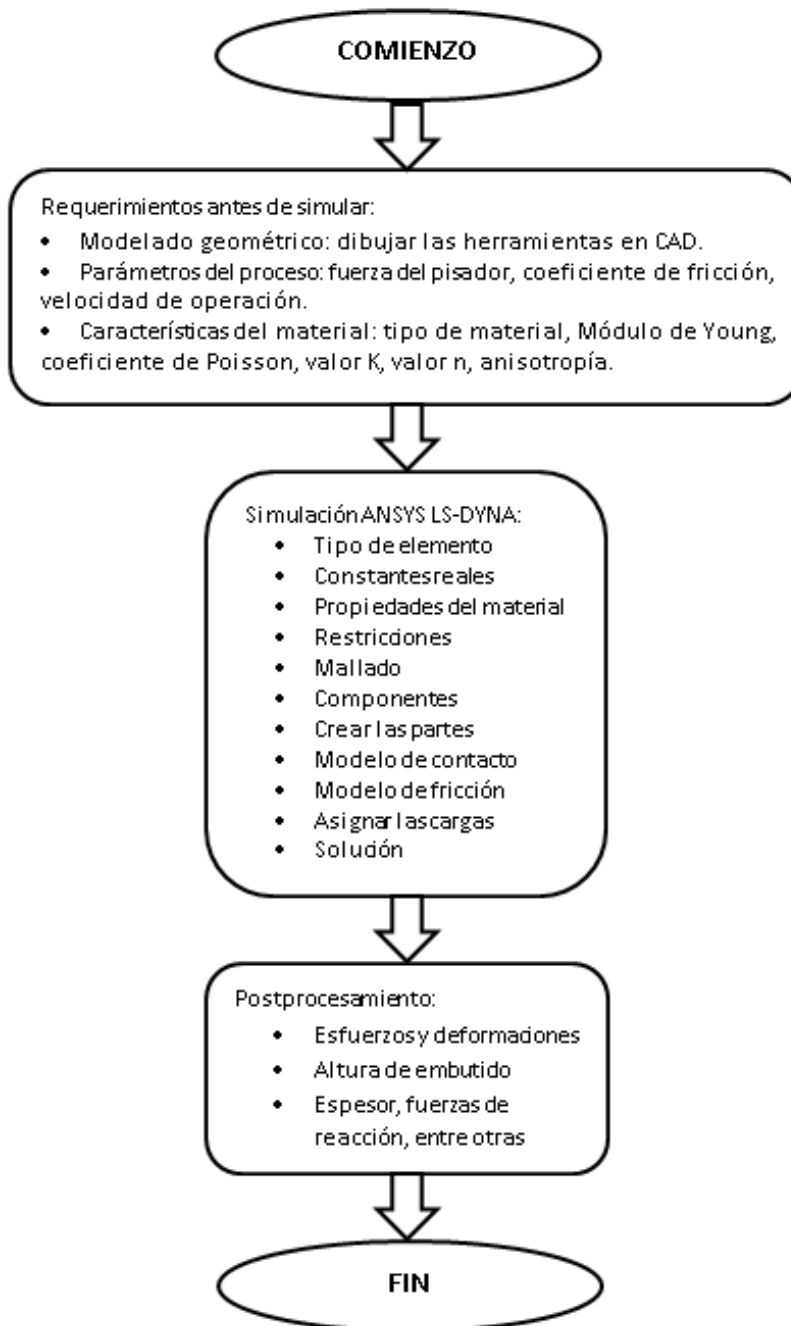 COMIENZO
Requerimientos antes de simular:
• Modelado geométrico: dibujar las herramientas en CAD.
• Parámetros del proceso: fuerza del pisador, coeficiente de fricción,
velocidad de operación.
• Características del material: tipo de material, Módulo de Young,
coeficiente de Poisson, valor K, valor n, anisotropía.
Simulación ANSYS LS-DYNA:
• Tipo de elemento
• Constantes reales
• Propiedades del material
• Restricciones
• Mallado
• Componentes
• Crear las partes
• Modelo de contacto
• Modelo de fricción
• Asignar las cargas
• Solución
Postprocesamiento:
• Esfuerzos y deformaciones
• Altura de embutido
• Espesor, fuerzas de
reacción, entre otras
FIN